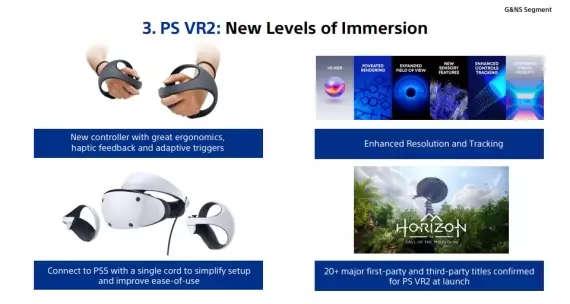 G&NS Segment
3. PS VR2: New Levels of Immersion
4K HDR
FOVEATED
RENDERING
EXPANDED
FIELD OF VIEW
NEW
SENSORY
FEATURES
ENHANCED
CONTROLS
TRACKING
New controller with great ergonomics,
haptic feedback and adaptive triggers
Enhanced Resolution and Tracking
HORIZON
CALL OF THE MOUNTAIN
Connect to PS5 with a single cord to simplify setup
and improve ease-of-use
20+ major first-party and third-party titles confirmed
for PS VR2 at launch